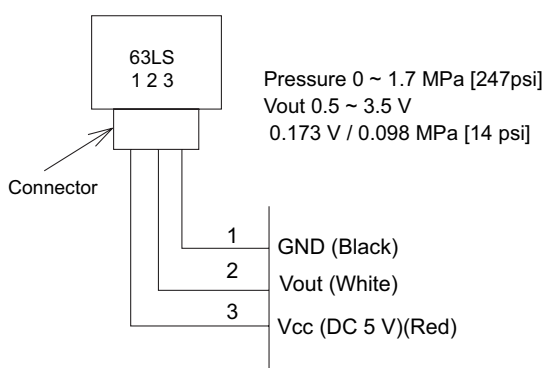 63LS
1 2 3
Pressure 0 ~ 1.7 MPa [247psi]
Vout 0.5 ~ 3.5 V
0.173 V / 0.098 MPa [14 psi]
Connector
1 GND (Black)
2 Vout (White)
3 Vcc (DC 5 V)(Red)